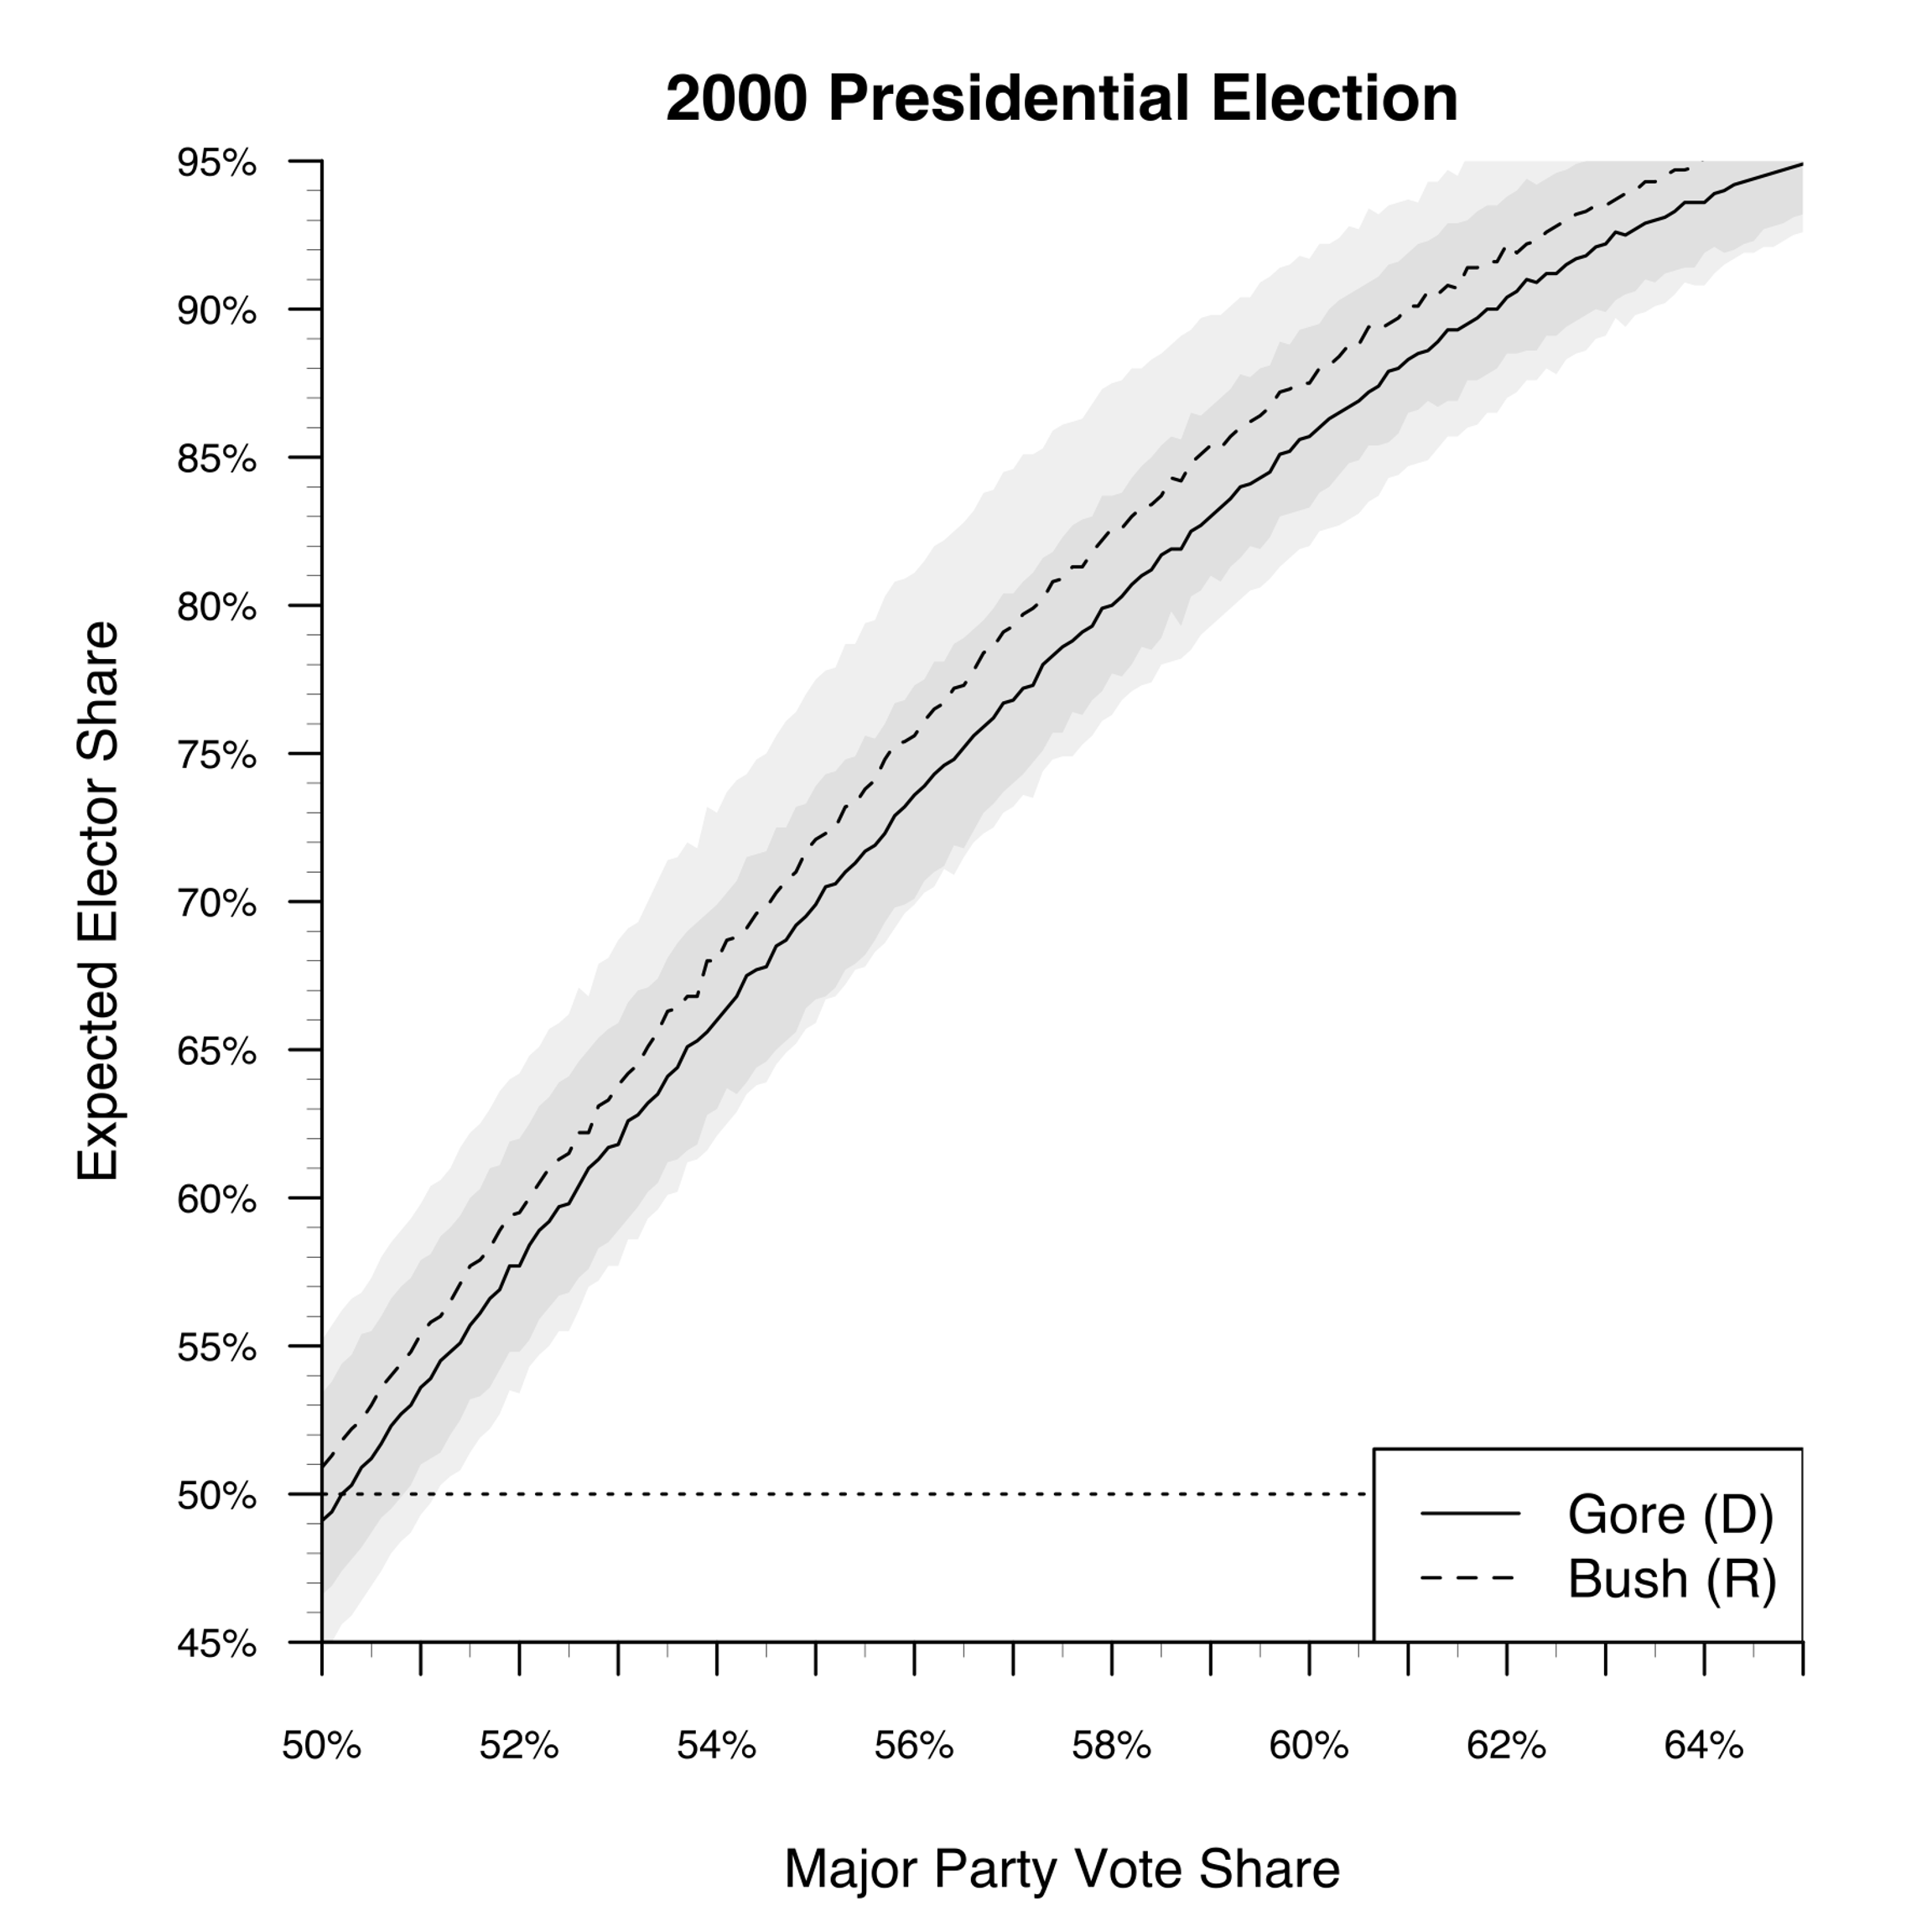 2000 Presidential Election
Expected Elector Share
95%
90%
85%
80%
75%
70%
65%
60%
55%
50%
45%
Gore (D)
Bush (R)
50% 52% 54% 56% 58% 60% 62% 64%
Major Party Vote Share